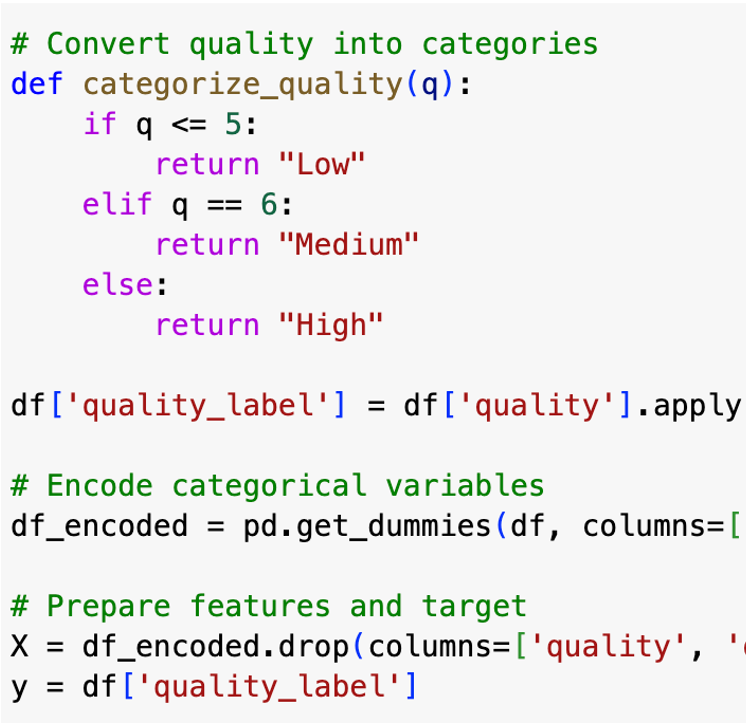 # Convert quality into categories
def categorize_quality(q):
    if q <= 5:
        return "Low"
    elif q == 6:
        return "Medium"
    else:
        return "High"

df['quality_label'] = df['quality'].apply

# Encode categorical variables
df_encoded = pd.get_dummies(df, columns=[

# Prepare features and target
X = df_encoded.drop(columns=['quality', '
y = df['quality_label']